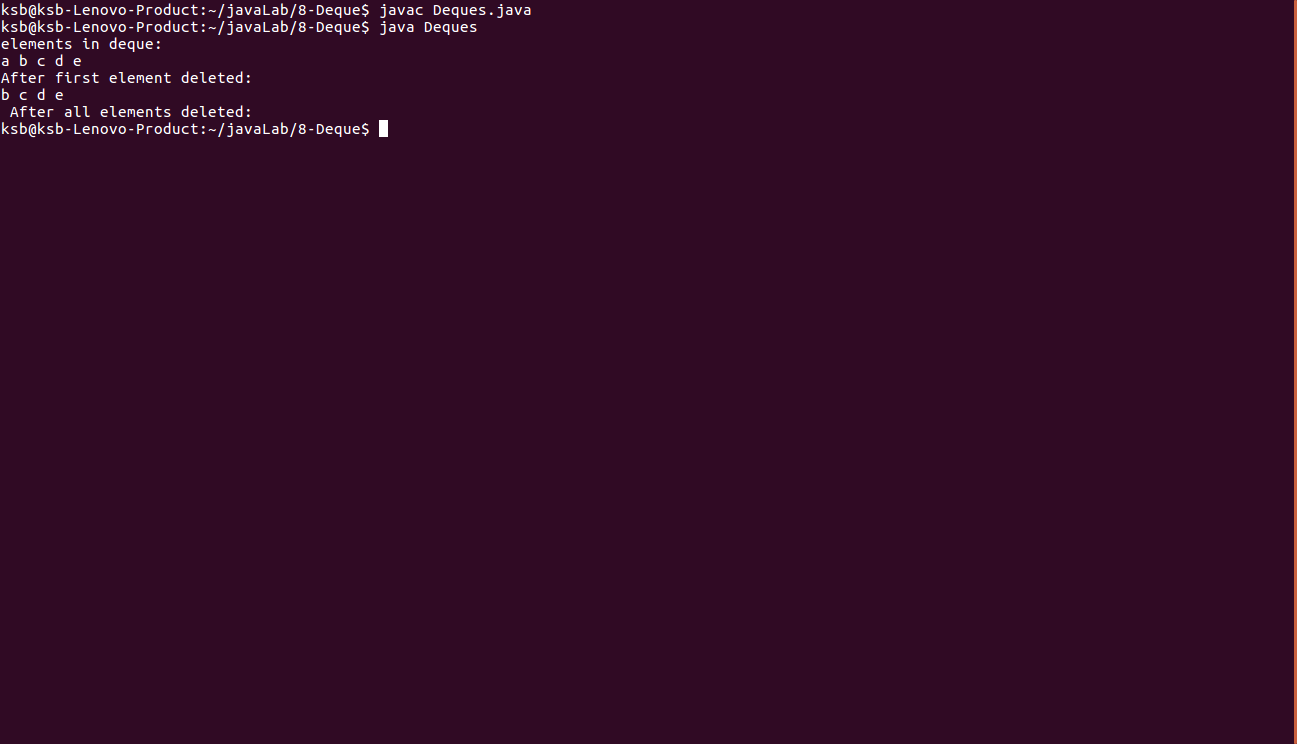 ksb@ksb-Lenovo-Product:~/javaLab/8-Deque$ javac Deques.java
ksb@ksb-Lenovo-Product:~/javaLab/8-Deque$ java Deques
elements in deque:
a b c d e
After first element deleted:
b c d e
 After all elements deleted:
ksb@ksb-Lenovo-Product:~/javaLab/8-Deque$